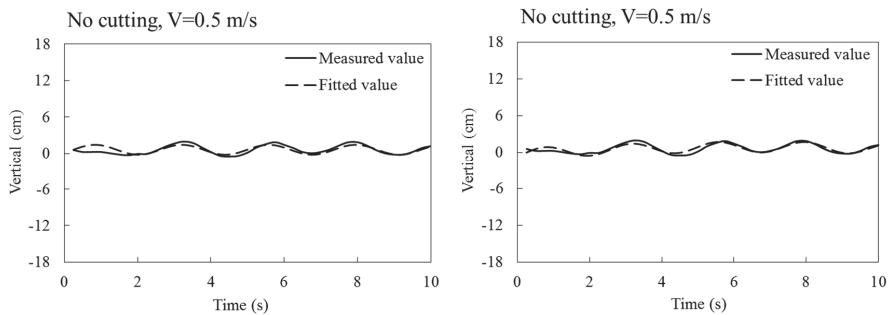 No cutting, V=0.5 m/s
18
12
6
0
-6
-12
-18
Vertical (cm)
Measured value
Fitted value
0 2 4 6 8 10
Time (s)
No cutting, V=0.5 m/s
18
12
6
0
-6
-12
-18
Vertical (cm)
Measured value
Fitted value
0 2 4 6 8 10
Time (s)